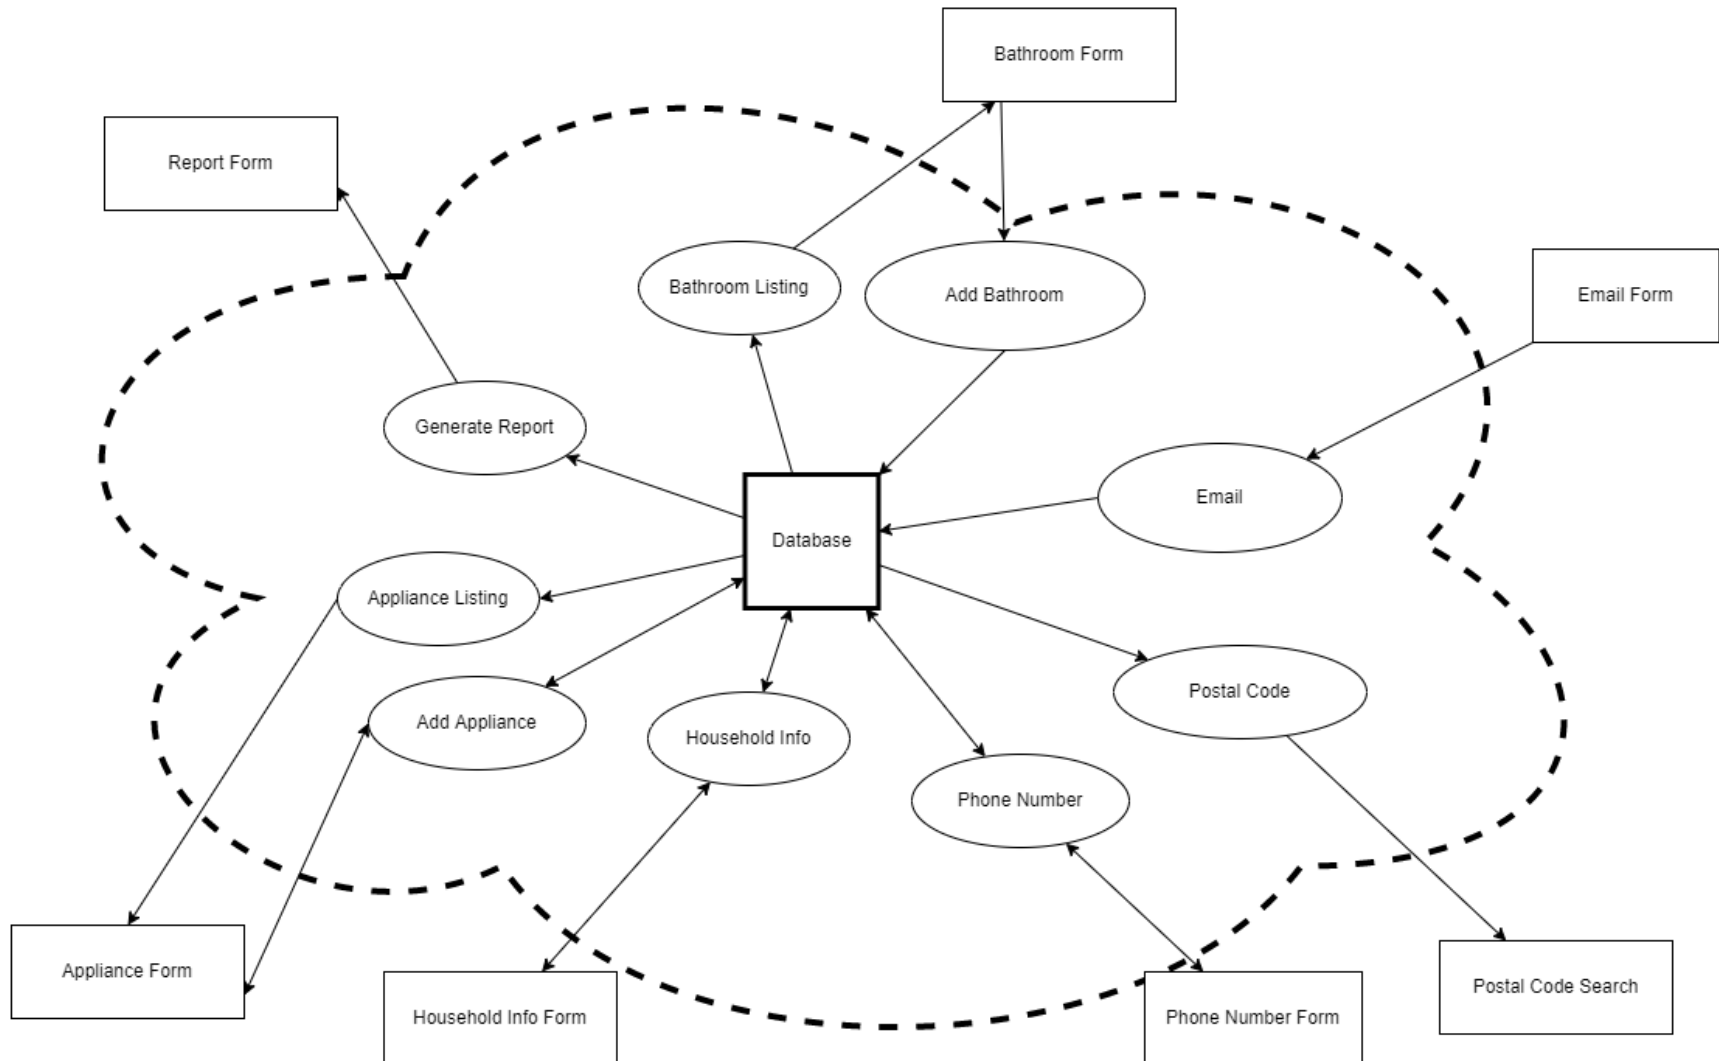 Bathroom Form
Report Form
Bathroom Listing
Add Bathroom
Email Form
Generate Report
Email
Database
Appliance Listing
Postal Code
Add Appliance
Household Info
Phone Number
Appliance Form
Postal Code Search
Household Info Form
Phone Number Form